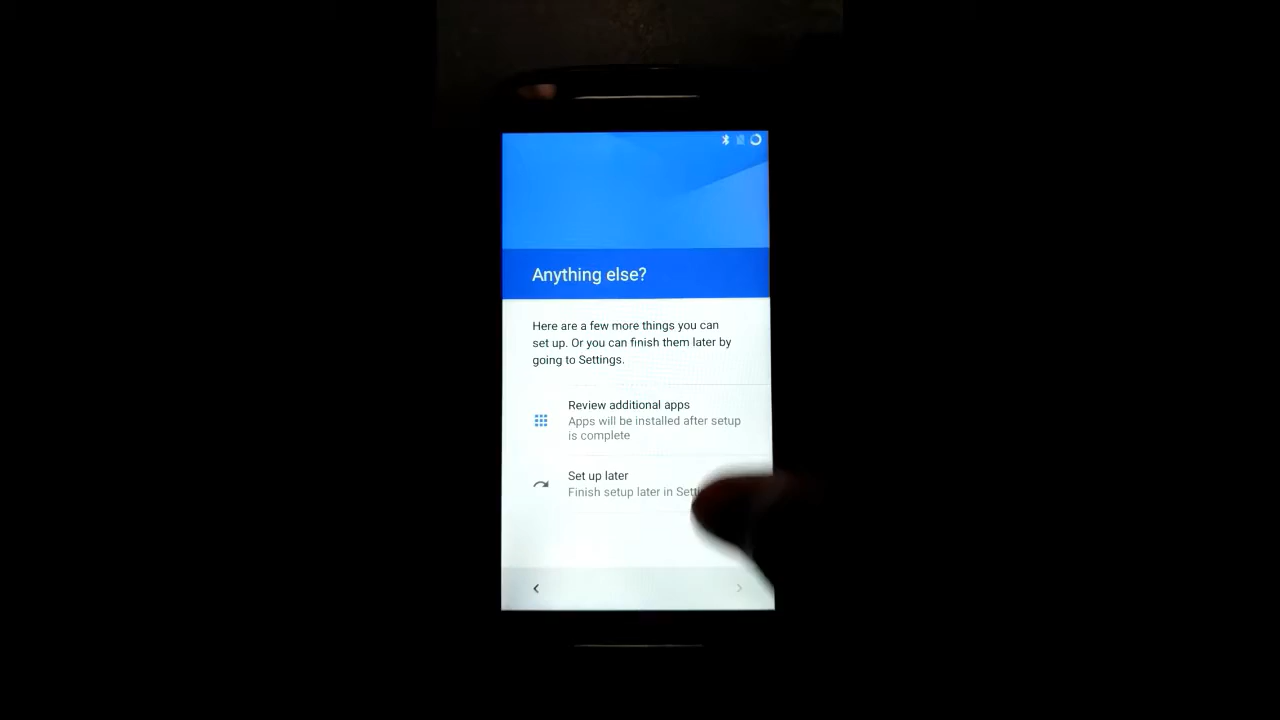 Anything else?
Here are a few more things you can
set up. Or you can finish them later by
going to Settings.
Review additional apps
Apps will be installed after setup
is complete
Set up later
Finish setup later in